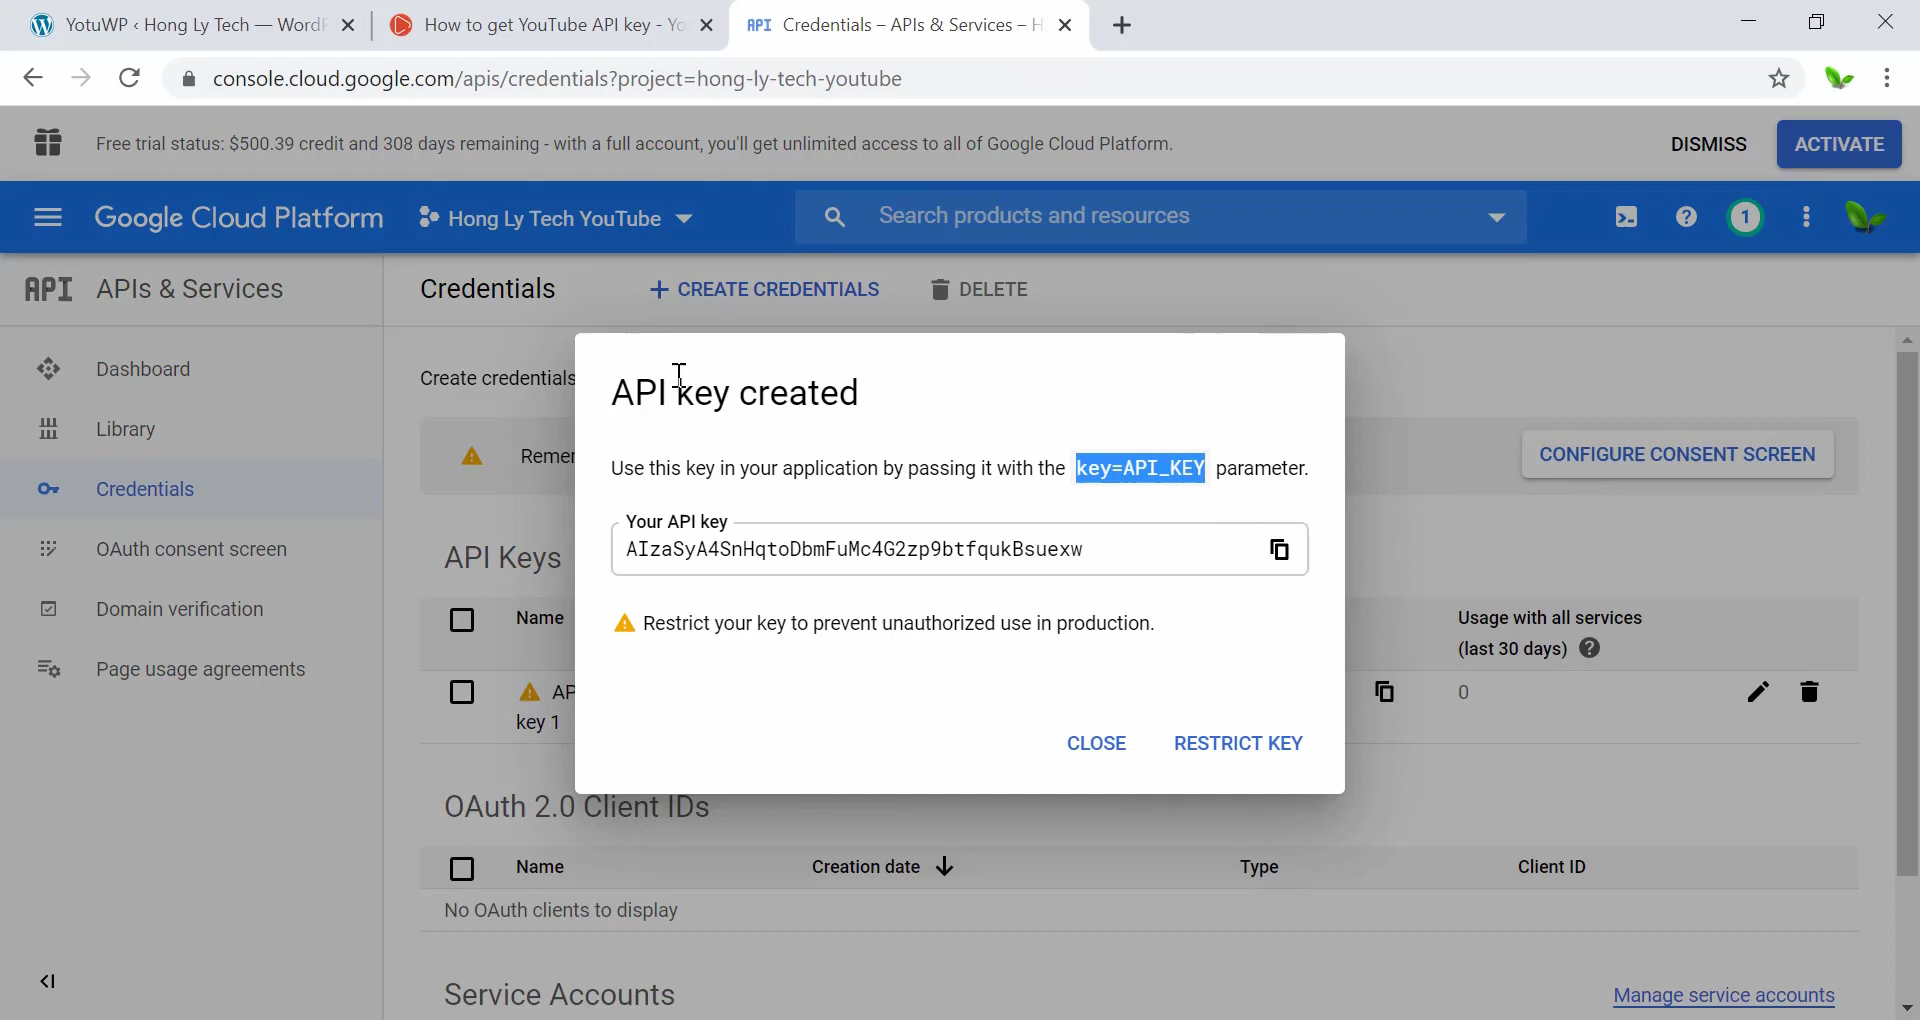 YotuWP ‹ Hong Ly Tech — WordP
How to get YouTube API key - Yo
API Credentials – APIs & Services – H
console.cloud.google.com/apis/credentials?project=hong-ly-tech-youtube
Free trial status: $500.39 credit and 308 days remaining - with a full account, you'll get unlimited access to all of Google Cloud Platform.
DISMISS
ACTIVATE
Google Cloud Platform
Hong Ly Tech YouTube
Search products and resources
1
API APIs & Services
Credentials
+ CREATE CREDENTIALS
DELETE
Dashboard
Library
Credentials
OAuth consent screen
Domain verification
Page usage agreements
Create credentials
Remer
CONFIGURE CONSENT SCREEN
API key created
Use this key in your application by passing it with the key=API_KEY parameter.
Your API key
AIzaSyA4SnHqtoDbmFuMc4G2zp9btfqukBsuexw
Restrict your key to prevent unauthorized use in production.
CLOSE
RESTRICT KEY
API Keys
Name
Usage with all services
(last 30 days)
AP
key 1
0
OAuth 2.0 Client IDs
Name
Creation date
Type
Client ID
No OAuth clients to display
Service Accounts
Manage service accounts